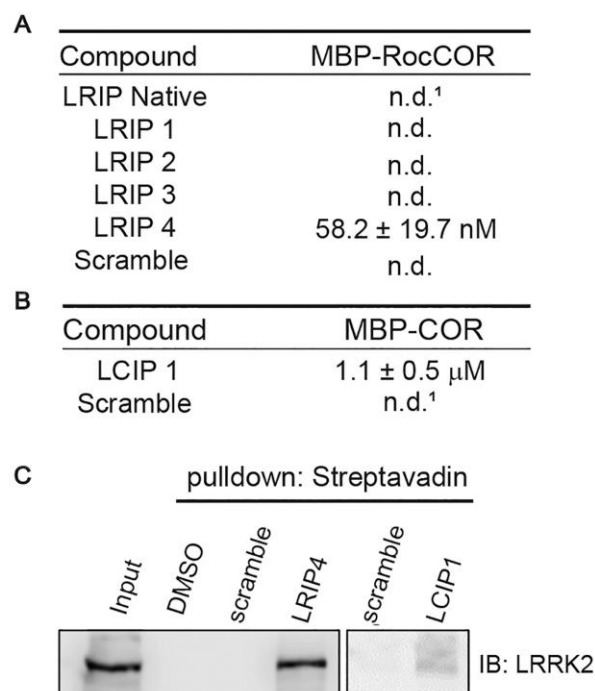 A
Compound MBP-RocCOR
LRIP Native n.d.¹
LRIP 1 n.d.
LRIP 2 n.d.
LRIP 3 n.d.
LRIP 4 58.2 ± 19.7 nM
Scramble n.d.
B
Compound MBP-COR
LCIP 1 1.1 ± 0.5 μM
Scramble n.d.¹
C
pulldown: Streptavadin
Input DMSO scramble LRIP4 scramble LCIP1
IB: LRRK2